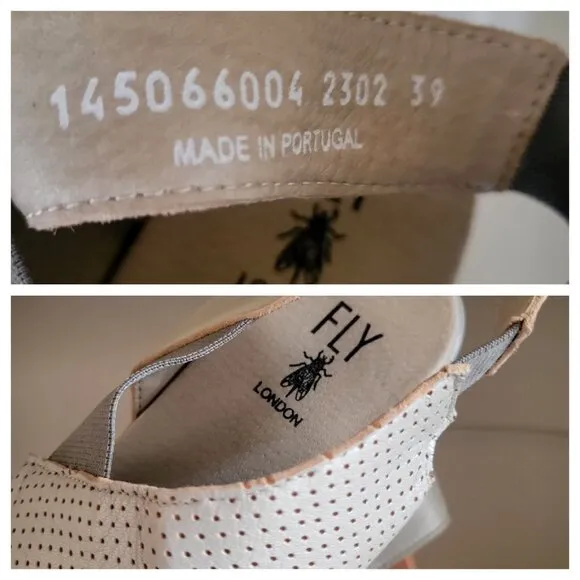 145066004 2302 39
MADE IN PORTUGAL
FLY
LONDON